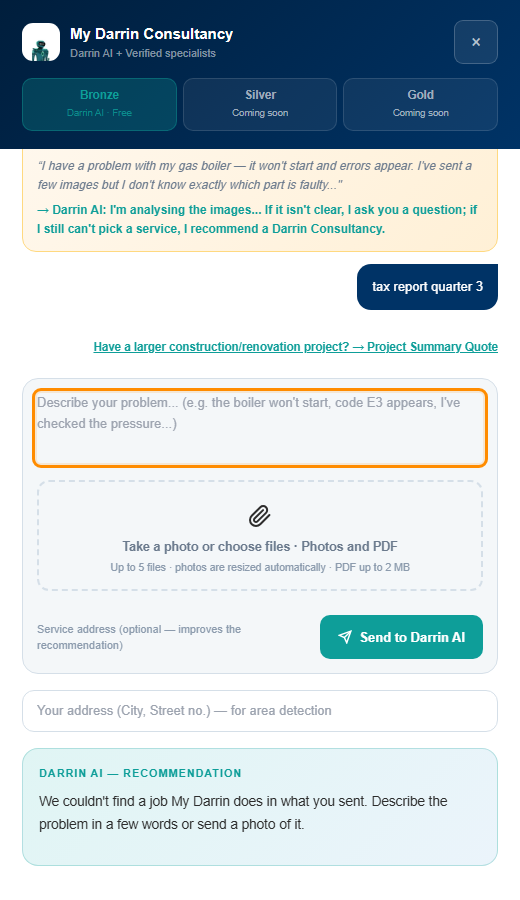 My Darrin Consultancy
Darrin AI + Verified specialists
×
Bronze
Darrin AI · Free
Silver
Coming soon
Gold
Coming soon
"I have a problem with my gas boiler — it won't start and errors appear. I've sent a
few images but I don't know exactly which part is faulty..."
→ Darrin AI: I'm analysing the images... If it isn't clear, I ask you a question; if
I still can't pick a service, I recommend a Darrin Consultancy.
tax report quarter 3
Have a larger construction/renovation project? → Project Summary Quote
Describe your problem... (e.g. the boiler won't start, code E3 appears, I've
checked the pressure...)
Take a photo or choose files · Photos and PDF
Up to 5 files · photos are resized automatically · PDF up to 2 MB
Service address (optional — improves the
recommendation)
Send to Darrin AI
Your address (City, Street no.) — for area detection
DARRIN AI — RECOMMENDATION
We couldn't find a job My Darrin does in what you sent. Describe the
problem in a few words or send a photo of it.